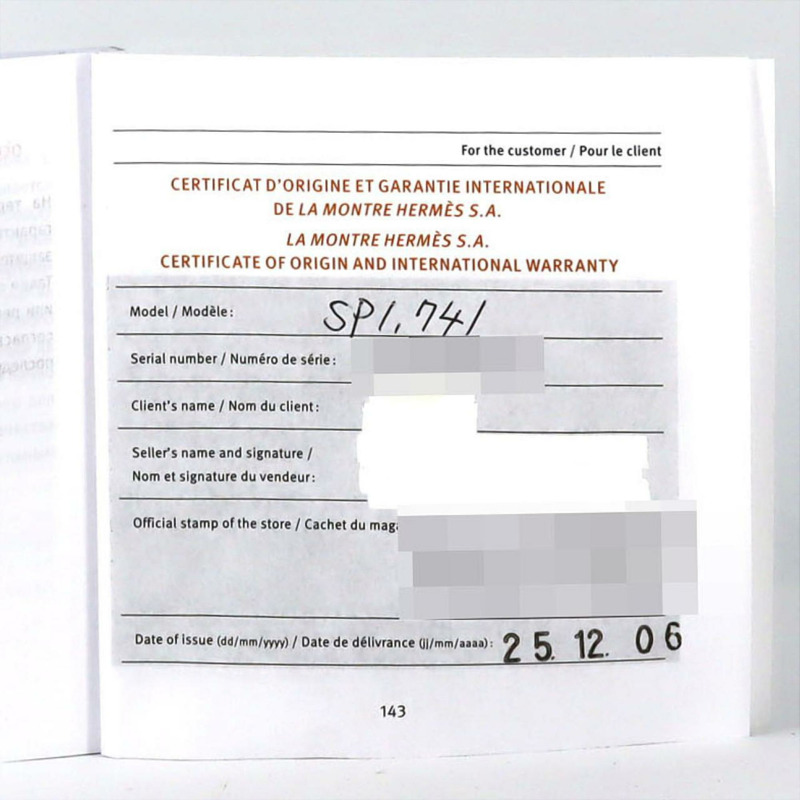 For the customer / Pour le client
CERTIFICAT D'ORIGINE ET GARANTIE INTERNATIONALE
DE LA MONTRE HERMÈS S.A.
LA MONTRE HERMÈS S.A.
CERTIFICATE OF ORIGIN AND INTERNATIONAL WARRANTY
Model / Modèle: SP1.741
Serial number / Numéro de série:
Client's name / Nom du client:
Seller's name and signature /
Nom et signature du vendeur:
Official stamp of the store / Cachet du
Date of issue (dd/mm/yyyy) / Date de délivrance (jj/mm/aaaa): 25. 12. 06
143